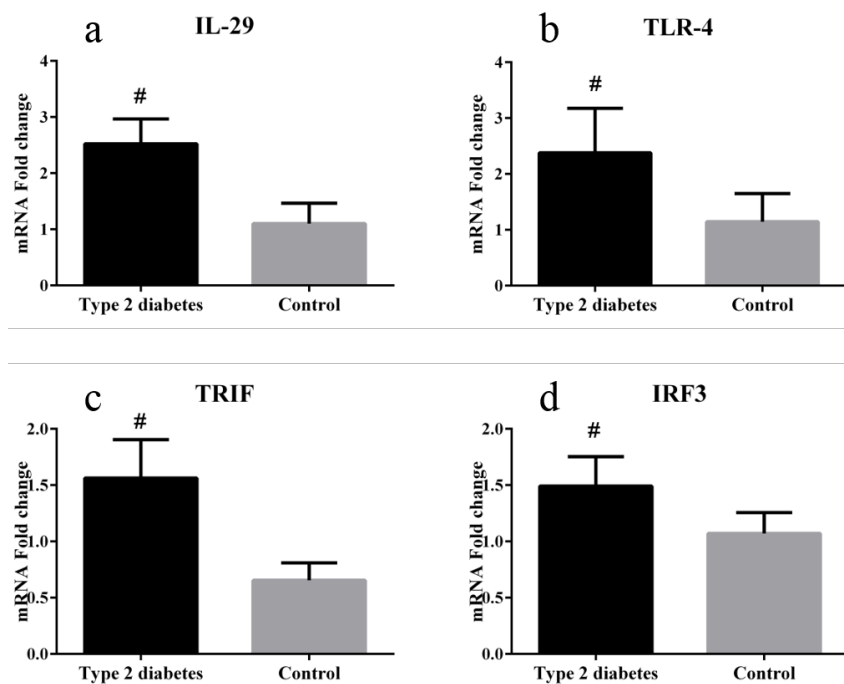 a
IL-29
mRNA Fold change
4
3
2
1
0
#
Type 2 diabetes
Control
b
TLR-4
mRNA Fold change
4
3
2
1
0
#
Type 2 diabetes
Control
c
TRIF
mRNA Fold change
2.0
1.5
1.0
0.5
0.0
#
Type 2 diabetes
Control
d
IRF3
mRNA Fold change
2.0
1.5
1.0
0.5
0.0
#
Type 2 diabetes
Control